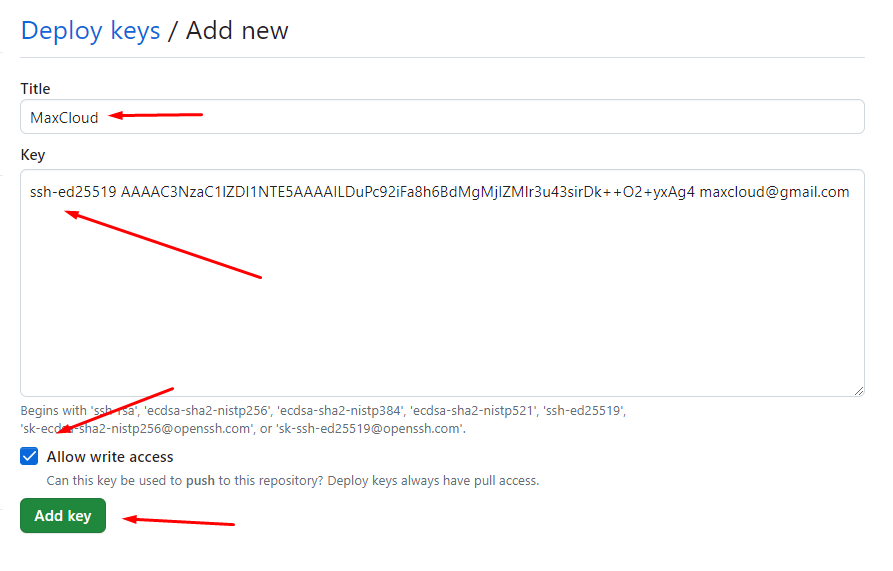 Deploy keys / Add new
Title
MaxCloud
Key
ssh-ed25519 AAAAC3NzaC1lZDI1NTE5AAAAILDuPc92iFa8h6BdMgMjIZMIr3u43sirDk++O2+yxAg4 maxcloud@gmail.com
Begins with 'ssh-rsa', 'ecdsa-sha2-nistp256', 'ecdsa-sha2-nistp384', 'ecdsa-sha2-nistp521', 'ssh-ed25519',
'sk-ecdsa-sha2-nistp256@openssh.com', or 'sk-ssh-ed25519@openssh.com'.
Allow write access
Can this key be used to push to this repository? Deploy keys always have pull access.
Add key